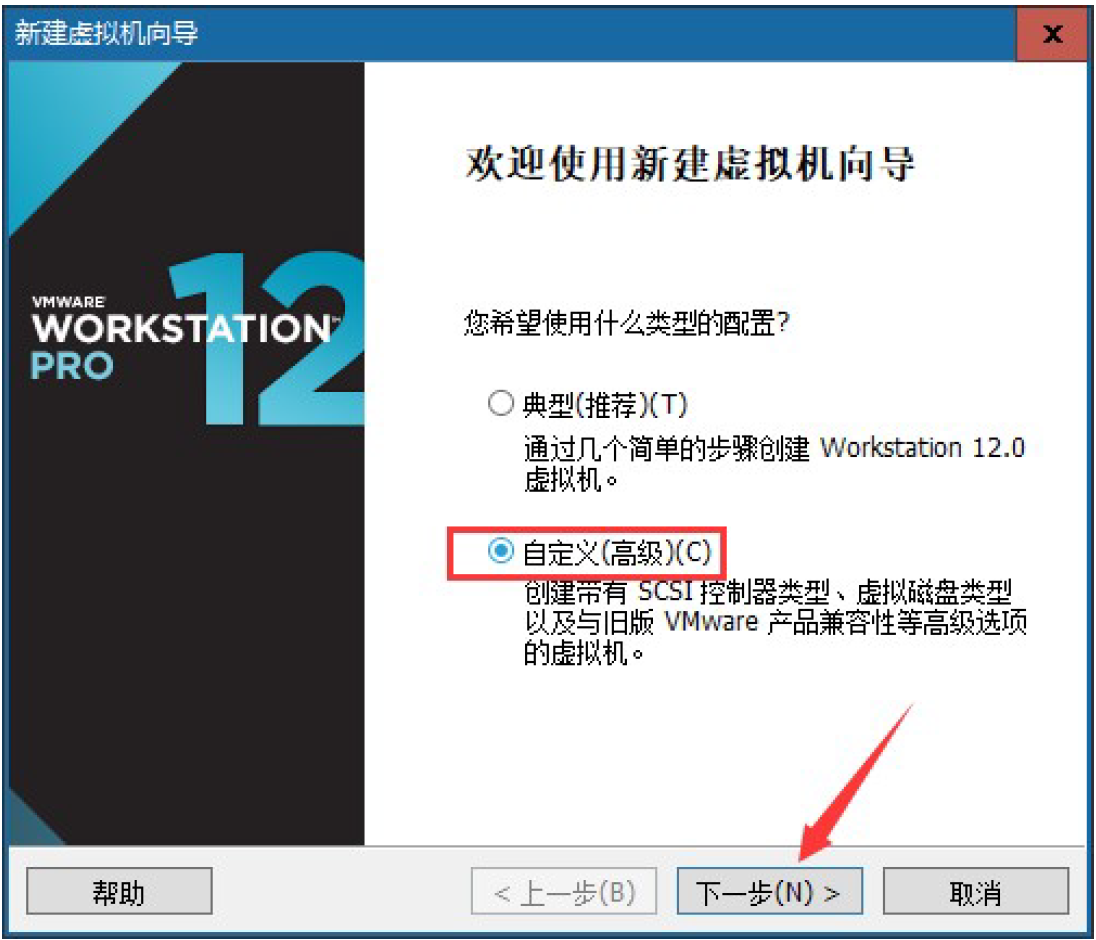 新建虚拟机向导
x
欢迎使用新建虚拟机向导
12
VMWARE
WORKSTATION™
PRO
您希望使用什么类型的配置?
典型(推荐)(T)
通过几个简单的步骤创建 Workstation 12.0
虚拟机。
自定义(高级)(C)
创建带有 SCSI 控制器类型、虚拟磁盘类型
以及与旧版 VMware 产品兼容性等高级选项
的虚拟机。
帮助
< 上一步(B)
下一步(N) >
取消